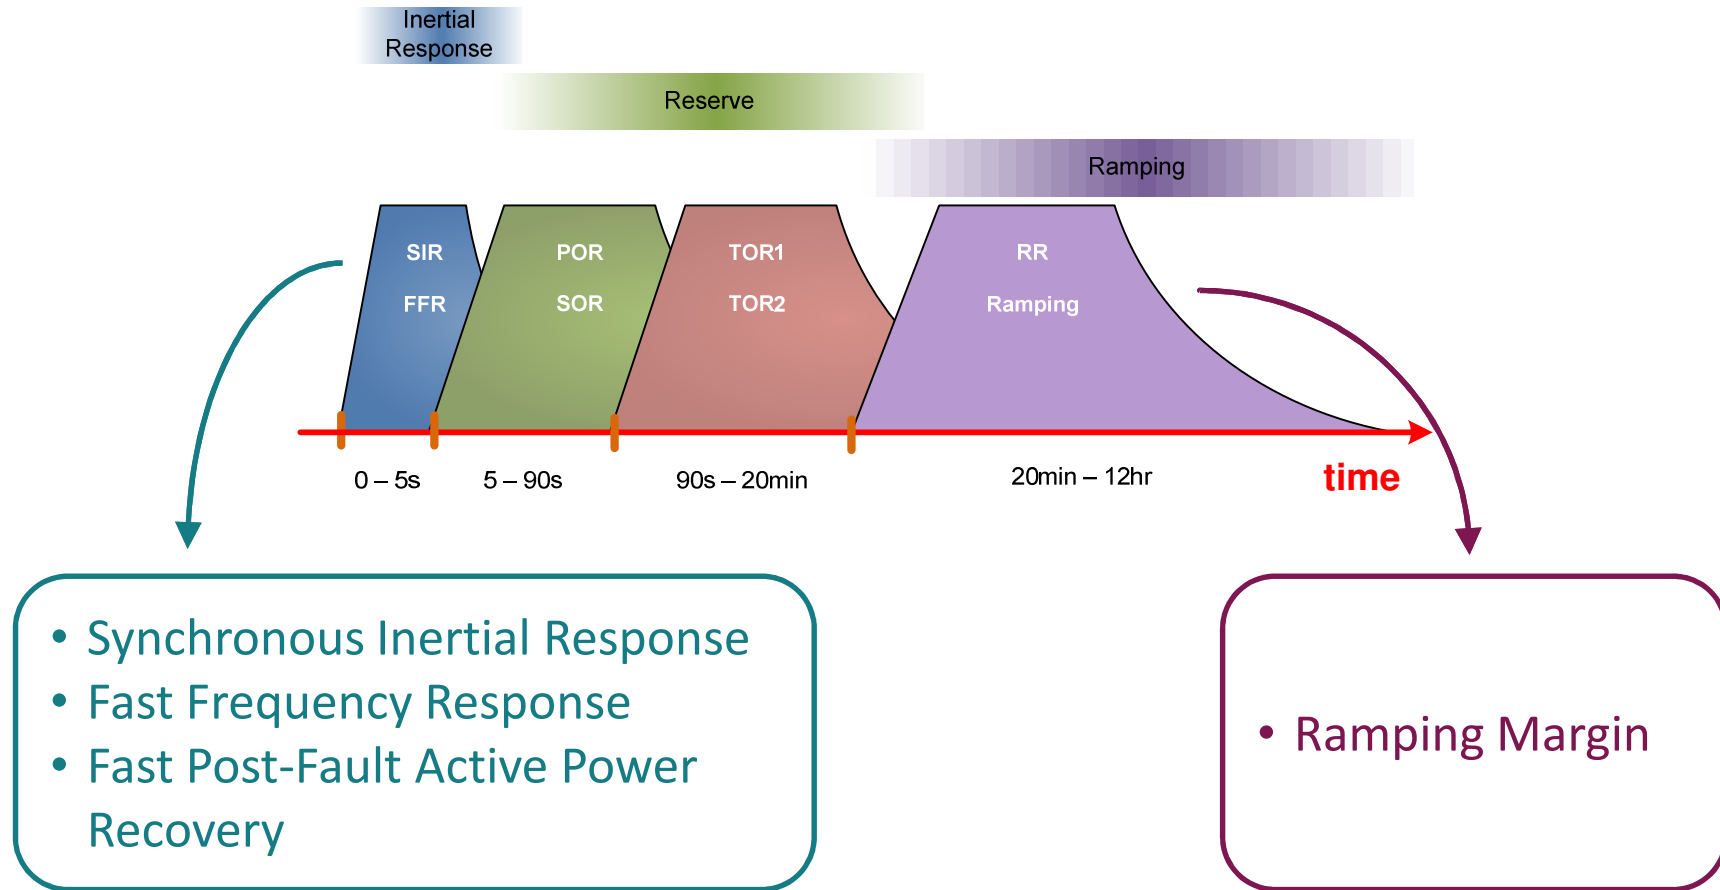 Inertial
Response
Reserve
Ramping
SIR
FFR
POR
SOR
TOR1
TOR2
RR
Ramping
0 – 5s
5 – 90s
90s – 20min
20min – 12hr
time
• Synchronous Inertial Response
• Fast Frequency Response
• Fast Post-Fault Active Power
Recovery
• Ramping Margin